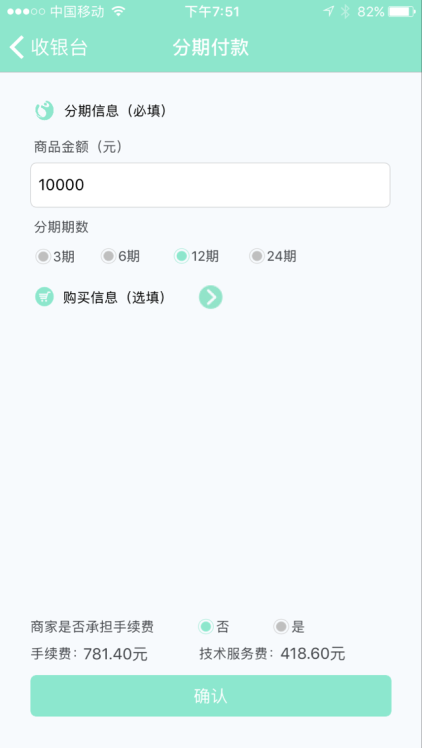 中国移动 下午7:51 82%
收银台 分期付款
分期信息（必填）
商品金额（元）
10000
分期期数
3期 6期 12期 24期
购买信息（选填）
商家是否承担手续费 否 是
手续费：781.40元 技术服务费：418.60元
确认